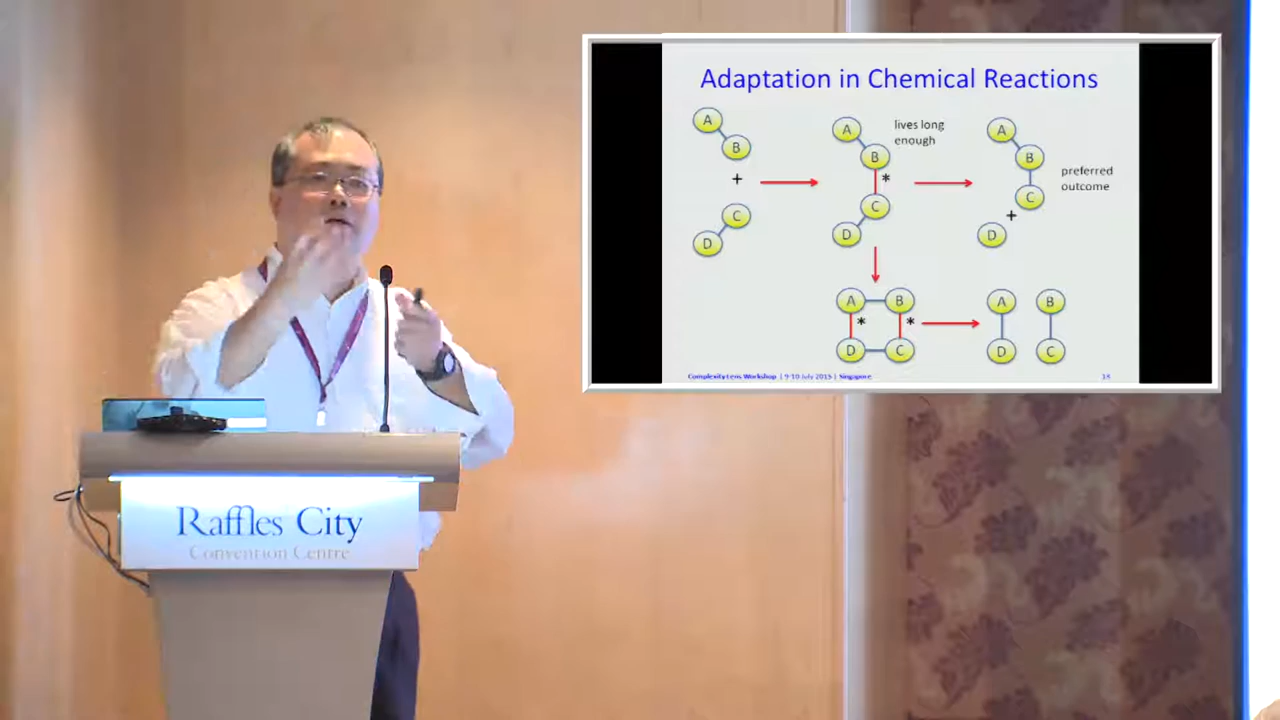 Adaptation in Chemical Reactions
A
B
+
C
D
A
B
*
C
D
lives long
enough
A
B
C
+
D
preferred
outcome
A
B
*
*
D
C
A
B
D
C
Complexity Lens Workshop | 9-10 July 2015 | Singapore
18
Raffles City
Convention Centre